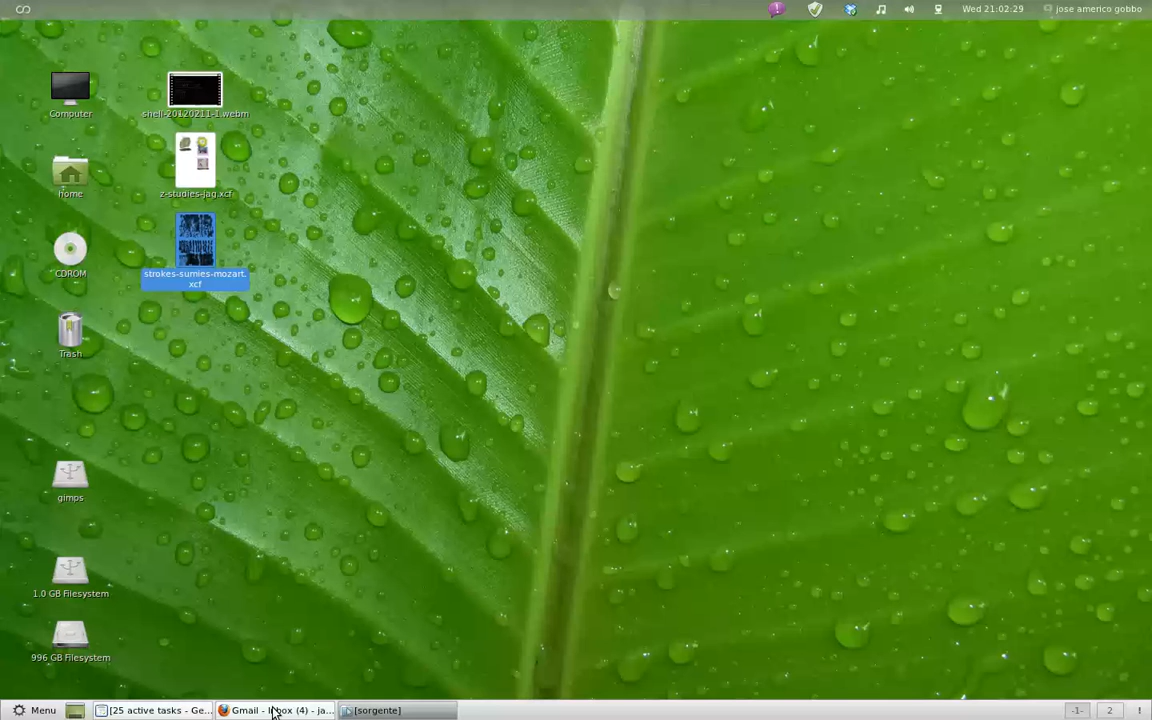 Wed 21:02:29
jose americo gobbo
Computer
shell-20120211-1.webm
home
z-studies-jag.xcf
CDROM
strokes-sumies-mozart.
xcf
Trash
gimps
1.0 GB Filesystem
996 GB Filesystem
Menu
[25 active tasks - Ge...
Gmail - Inbox (4) - ja...
[sorgente]
-1-
2